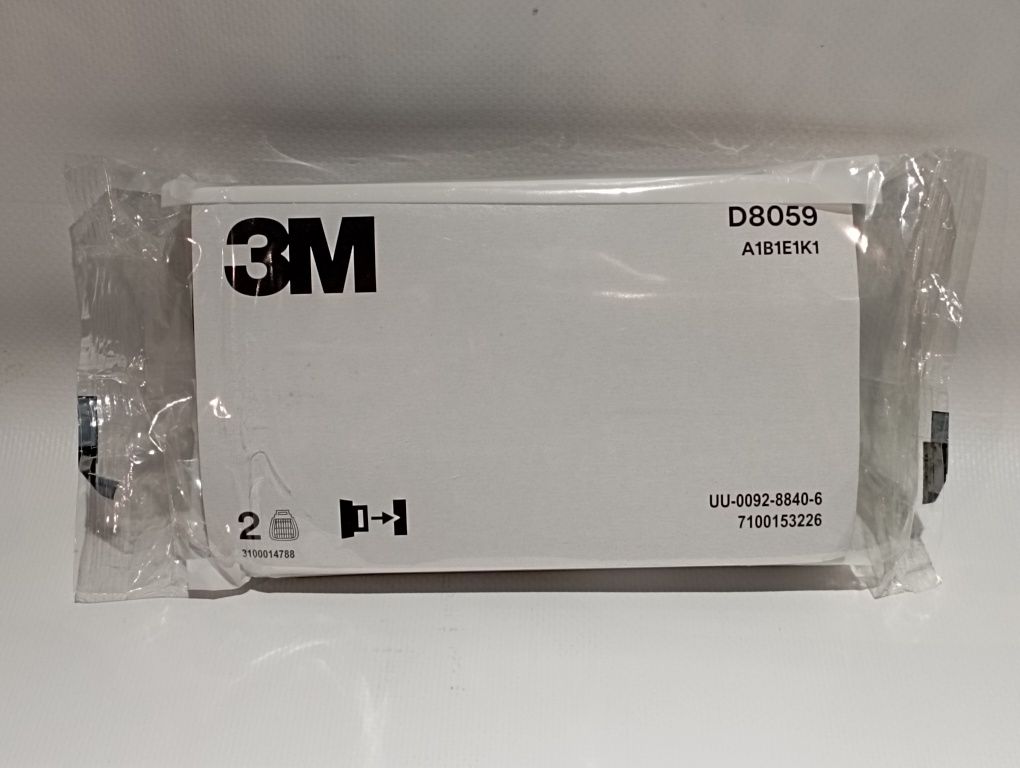 3M
D8059
A1B1E1K1
2
3100014788
UU-0092-8840-6
7100153226